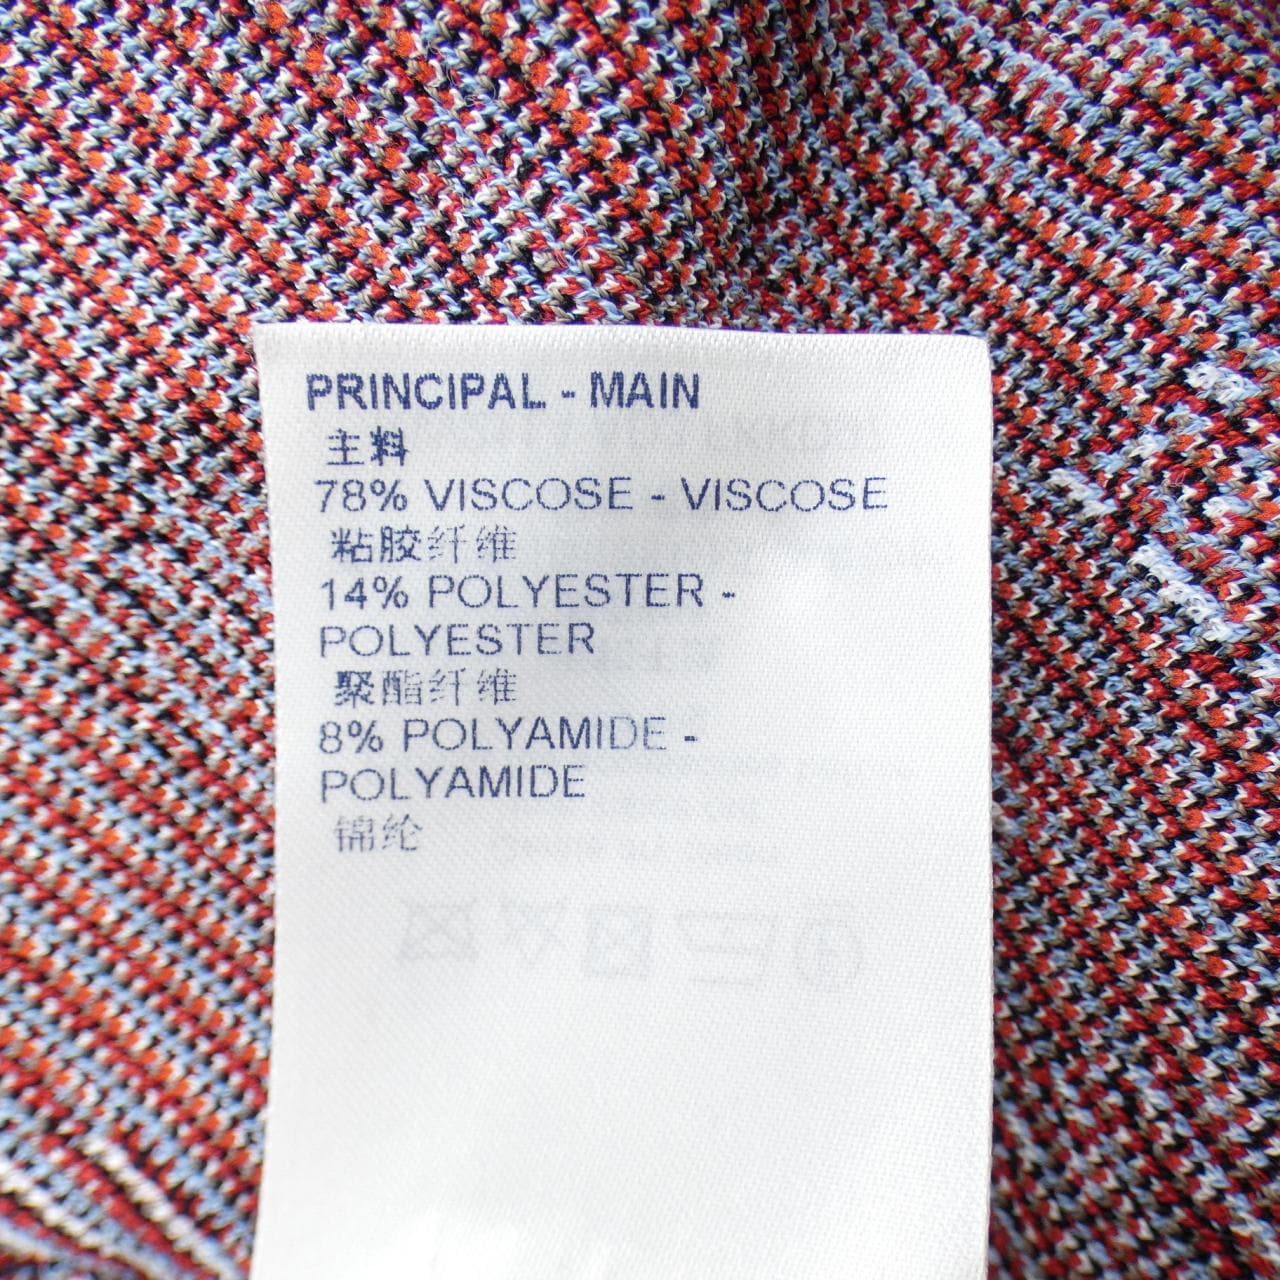 PRINCIPAL - MAIN
主料
78% VISCOSE - VISCOSE
粘胶纤维
14% POLYESTER -
POLYESTER
聚酯纤维
8% POLYAMIDE -
POLYAMIDE
锦纶